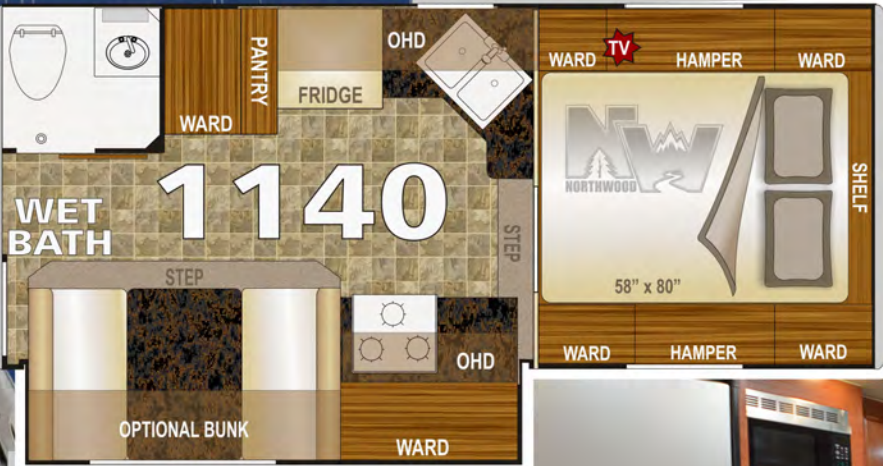 PANTRY
OHD
FRIDGE
WARD
WARD
TV
HAMPER
WARD
NW
NORTHWOOD
SHELF
1140
WET
BATH
STEP
STEP
58” x 80”
WARD
HAMPER
WARD
OHD
OPTIONAL BUNK
WARD